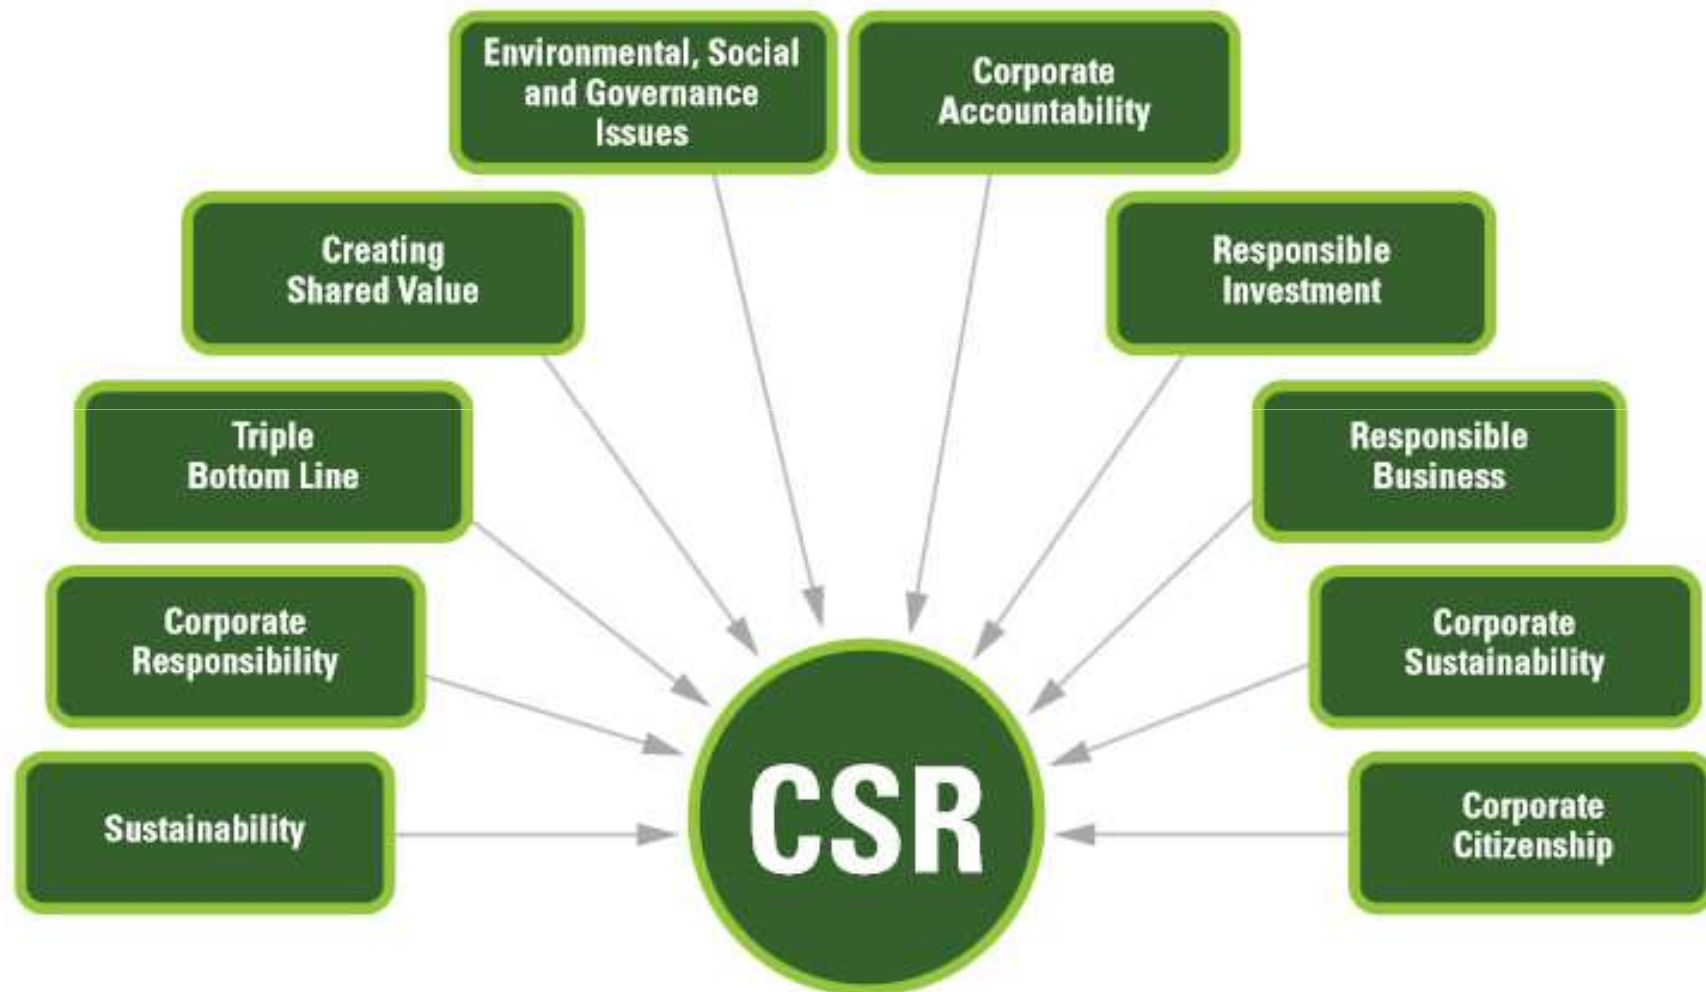 Environmental, Social
and Governance
Issues
Corporate
Accountability
Creating
Shared Value
Responsible
Investment
Triple
Bottom Line
Responsible
Business
Corporate
Responsibility
Corporate
Sustainability
Sustainability
Corporate
Citizenship
CSR